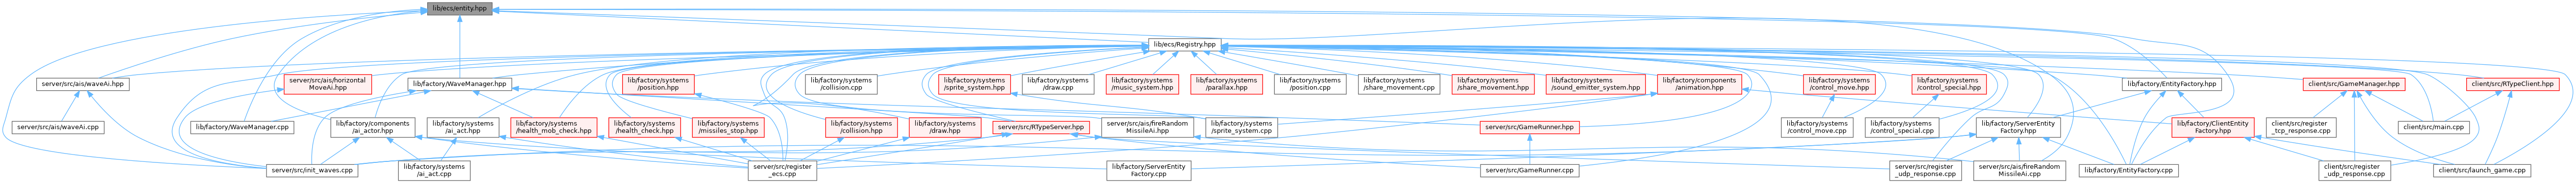 lib/ecs/entity.hpp
lib/ecs/Registry.hpp
server/src/ais/waveAi.hpp
server/src/ais/horizontal
MoveAi.hpp
lib/factory/WaveManager.hpp
lib/factory/systems
/position.hpp
lib/factory/systems
/collision.cpp
lib/factory/systems
/sprite_system.hpp
lib/factory/systems
/draw.cpp
lib/factory/systems
/music_system.hpp
lib/factory/systems
/parallax.hpp
lib/factory/systems
/position.cpp
lib/factory/systems
/share_movement.cpp
lib/factory/systems
/share_movement.hpp
lib/factory/systems
/sound_emitter_system.hpp
lib/factory/components
/animation.hpp
lib/factory/systems
/control_move.hpp
lib/factory/systems
/control_special.hpp
lib/factory/EntityFactory.hpp
client/src/GameManager.hpp
client/src/RTypeClient.hpp
server/src/ais/waveAi.cpp
lib/factory/WaveManager.cpp
lib/factory/components
/ai_actor.hpp
lib/factory/systems
/ai_act.hpp
lib/factory/systems
/health_mob_check.hpp
lib/factory/systems
/health_check.hpp
lib/factory/systems
/missiles_stop.hpp
lib/factory/systems
/collision.hpp
lib/factory/systems
/draw.hpp
server/src/RTypeServer.hpp
server/src/ais/fireRandom
MissileAi.hpp
lib/factory/systems
/sprite_system.cpp
server/src/GameRunner.hpp
lib/factory/systems
/control_move.cpp
lib/factory/systems
/control_special.cpp
lib/factory/ServerEntity
Factory.hpp
lib/factory/ClientEntity
Factory.hpp
client/src/register
_tcp_response.cpp
client/src/main.cpp
server/src/init_waves.cpp
lib/factory/systems
/ai_act.cpp
server/src/register
_ecs.cpp
lib/factory/ServerEntity
Factory.cpp
server/src/GameRunner.cpp
server/src/register
_udp_response.cpp
server/src/ais/fireRandom
MissileAi.cpp
lib/factory/EntityFactory.cpp
client/src/register
_udp_response.cpp
client/src/launch_game.cpp